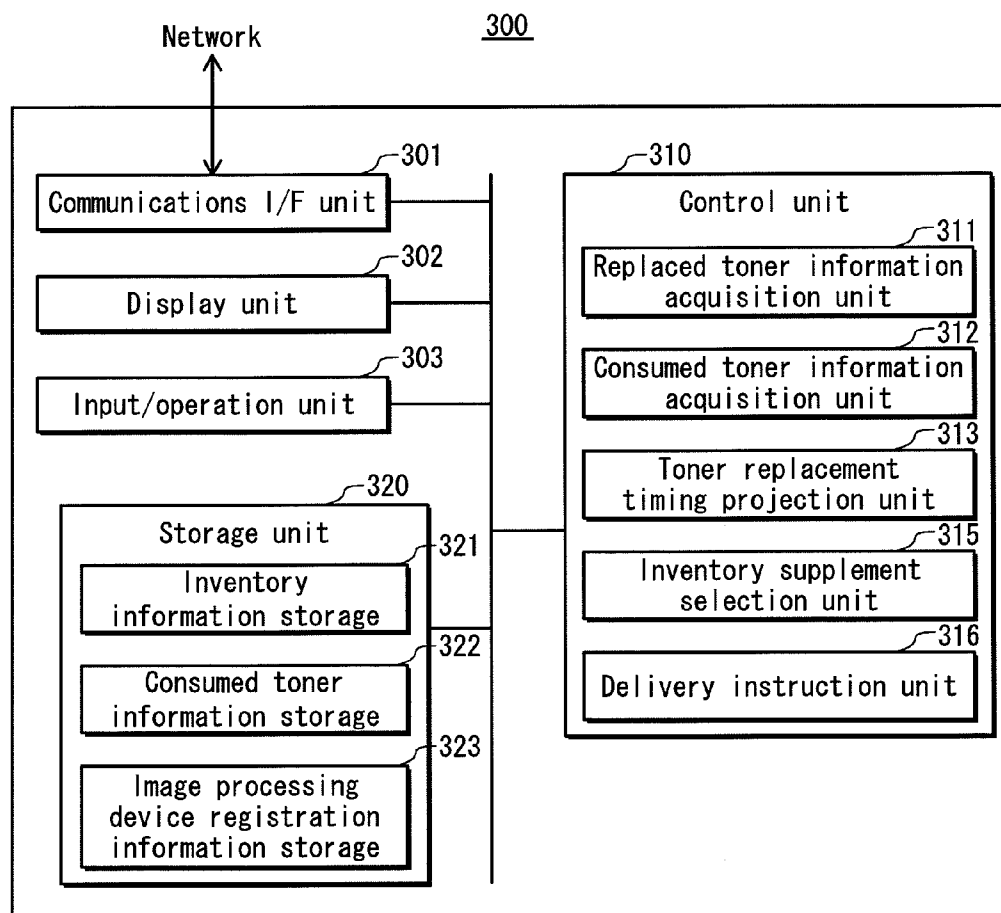 300
Network
301
Communications I/F unit
302
Display unit
303
Input/operation unit
320
Storage unit
321
Inventory
information storage
322
Consumed toner
information storage
323
Image processing
device registration
information storage
310
Control unit
311
Replaced toner information
acquisition unit
312
Consumed toner information
acquisition unit
313
Toner replacement
timing projection unit
315
Inventory supplement
selection unit
316
Delivery instruction unit